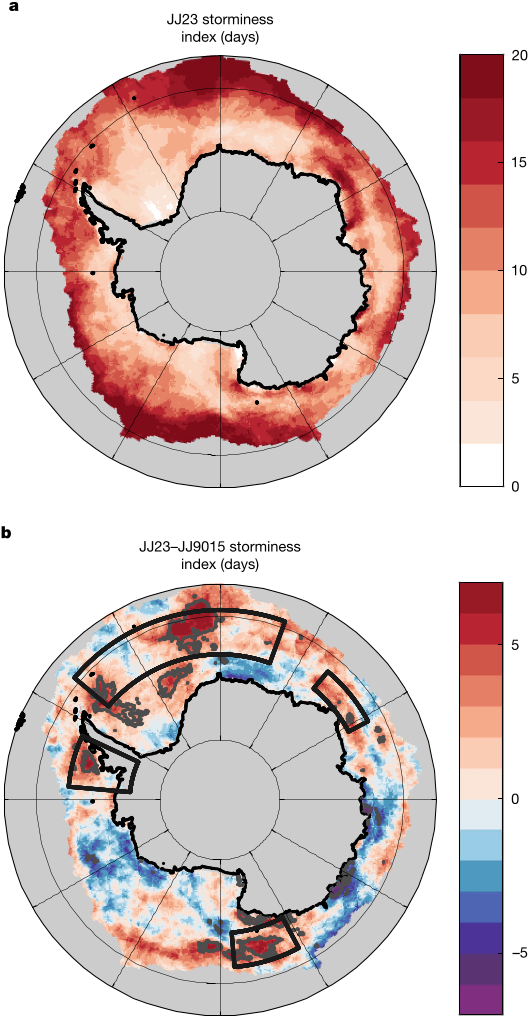 a
JJ23 storminess
index (days)
20
15
10
5
0
b
JJ23–JJ9015 storminess
index (days)
5
0
–5